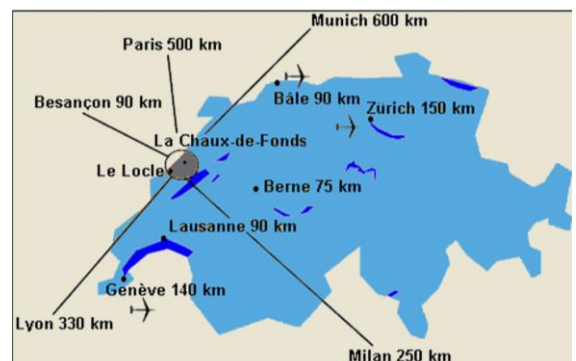 Munich 600 km
Paris 500 km
Besançon 90 km
Bâle 90 km
Zürich 150 km
La Chaux-de-Fonds
Le Locle
Berne 75 km
Lausanne 90 km
Genève 140 km
Lyon 330 km
Milan 250 km